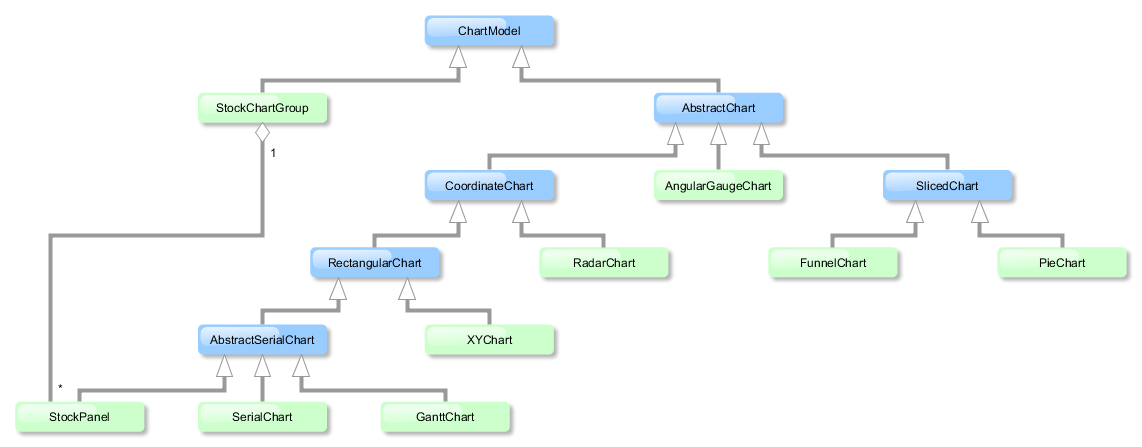 ChartModel
StockChartGroup
AbstractChart
1
CoordinateChart
AngularGaugeChart
SlicedChart
RectangularChart
RadarChart
FunnelChart
PieChart
AbstractSerialChart
XYChart
*
StockPanel
SerialChart
GanttChart